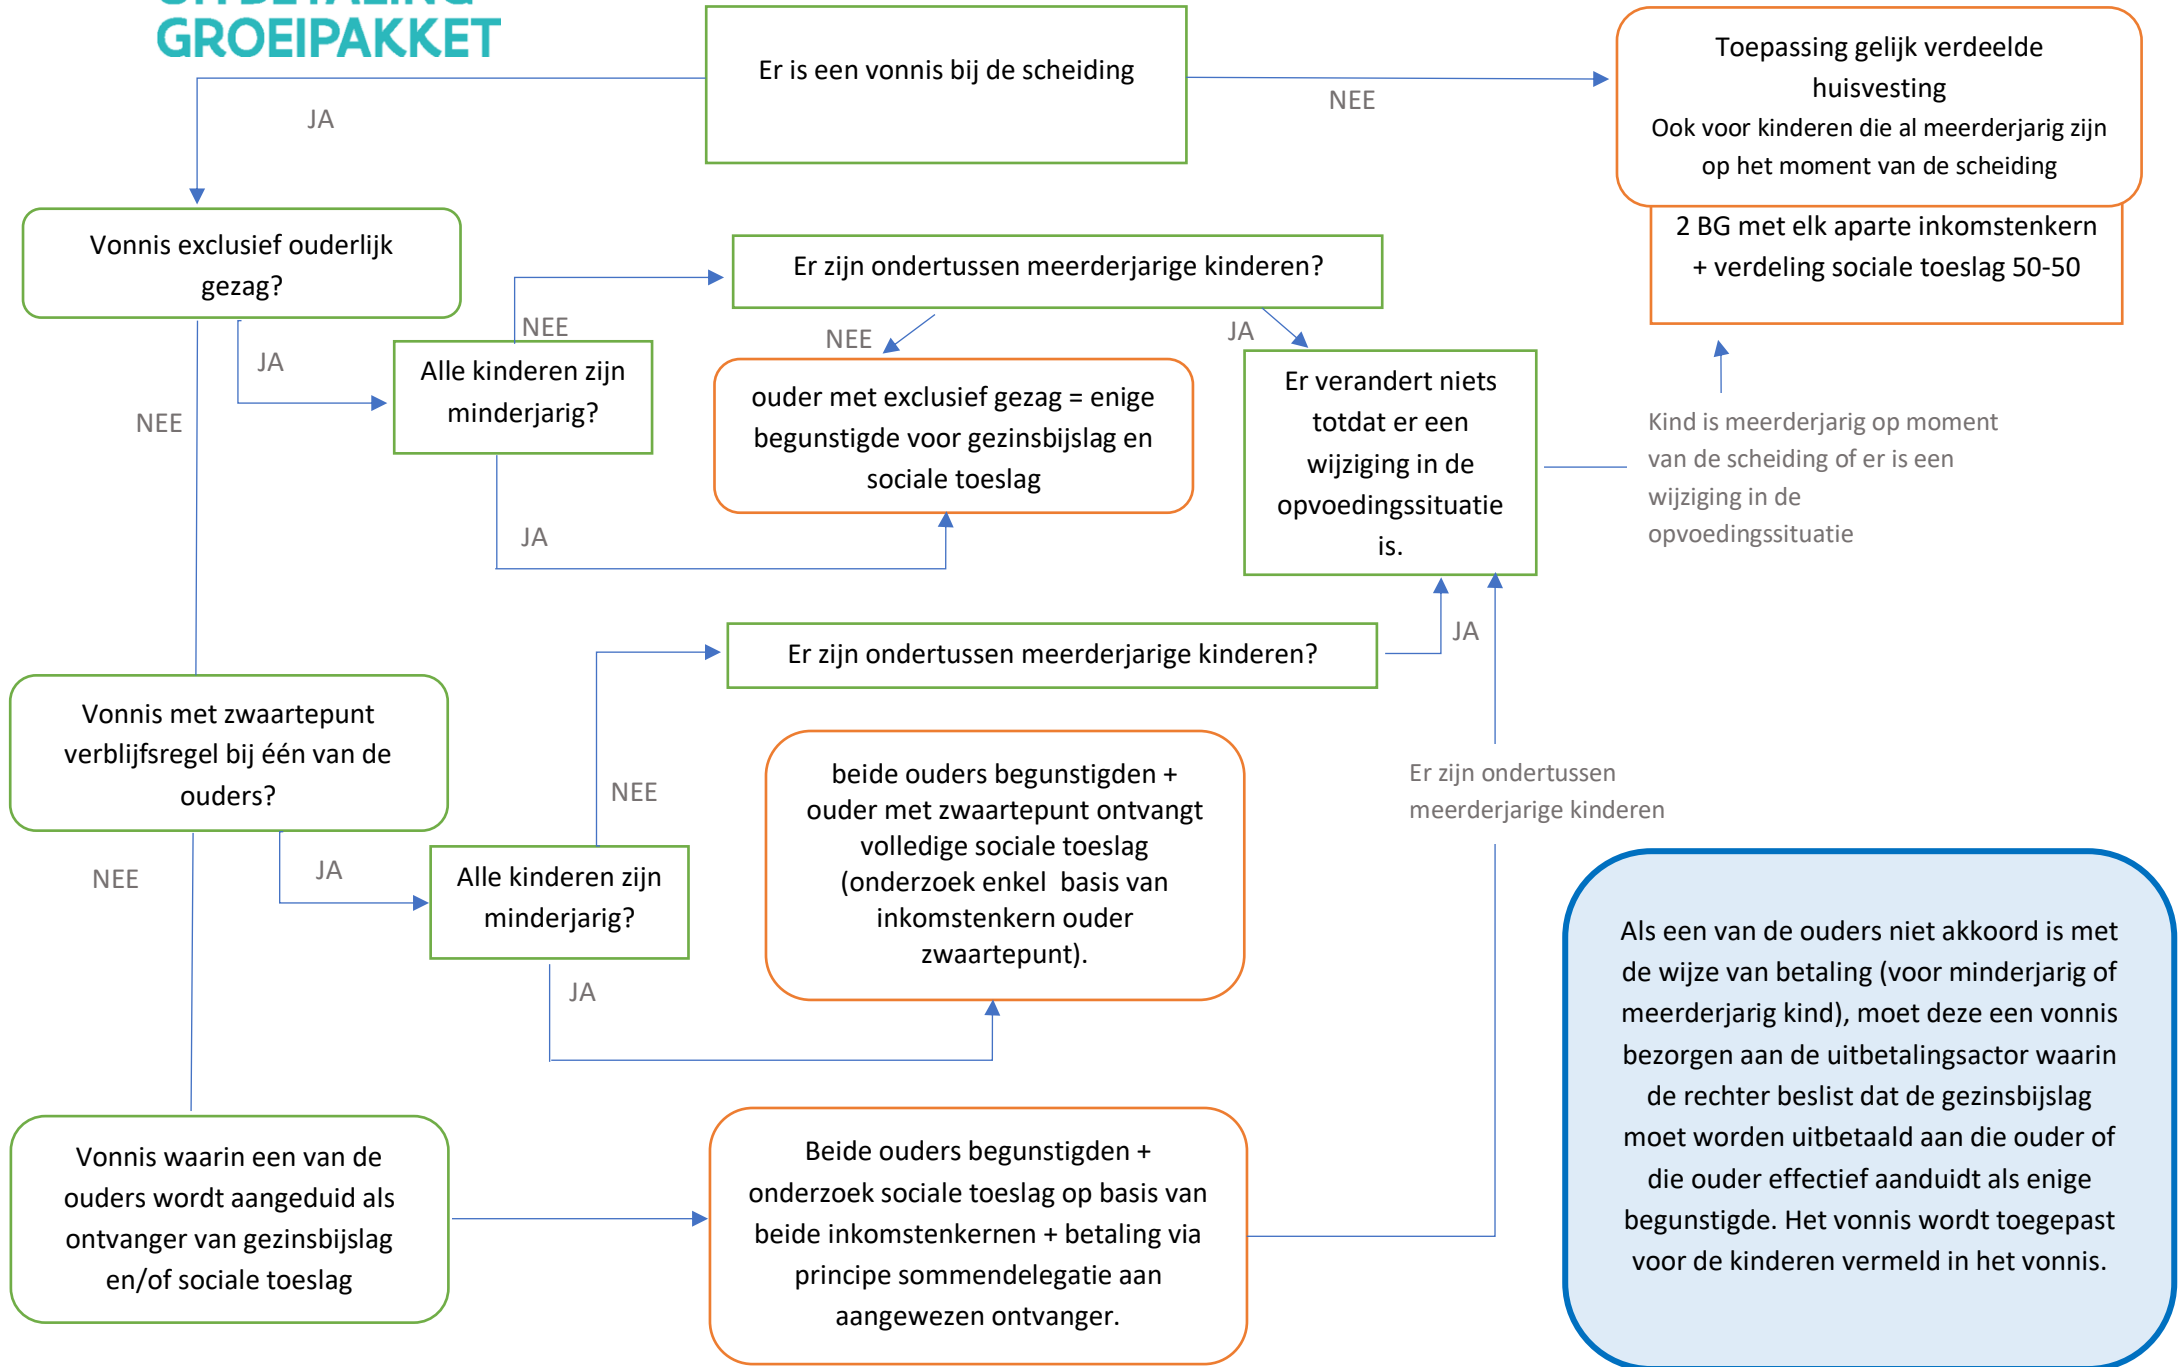 UITBETALING
GROEIPAKKET
Er is een vonnis bij de scheiding
JA
NEE
Toepassing gelijk verdeelde
huisvesting
Ook voor kinderen die al meerderjarig zijn
op het moment van de scheiding
2 BG met elk aparte inkomstenkern
+ verdeling sociale toeslag 50-50
Vonnis exclusief ouderlijk
gezag?
NEE
JA
Alle kinderen zijn
minderjarig?
NEE
JA
Er zijn ondertussen meerderjarige kinderen?
NEE
JA
ouder met exclusief gezag = enige
begunstigde voor gezinsbijslag en
sociale toeslag
Er verandert niets
totdat er een
wijziging in de
opvoedingssituatie
is.
Kind is meerderjarig op moment
van de scheiding of er is een
wijziging in de
opvoedingssituatie
Vonnis met zwaartepunt
verblijfsregel bij één van de
ouders?
NEE
JA
Alle kinderen zijn
minderjarig?
NEE
JA
Er zijn ondertussen meerderjarige kinderen?
JA
beide ouders begunstigden +
ouder met zwaartepunt ontvangt
volledige sociale toeslag
(onderzoek enkel basis van
inkomstenkern ouder
zwaartepunt).
Er zijn ondertussen
meerderjarige kinderen
Vonnis waarin een van de
ouders wordt aangeduid als
ontvanger van gezinsbijslag
en/of sociale toeslag
Beide ouders begunstigden +
onderzoek sociale toeslag op basis van
beide inkomstenkernen + betaling via
principe sommendelegatie aan
aangewezen ontvanger.
Als een van de ouders niet akkoord is met
de wijze van betaling (voor minderjarig of
meerderjarig kind), moet deze een vonnis
bezorgen aan de uitbetalingsactor waarin
de rechter beslist dat de gezinsbijslag
moet worden uitbetaald aan die ouder of
die ouder effectief aanduidt als enige
begunstigde. Het vonnis wordt toegepast
voor de kinderen vermeld in het vonnis.